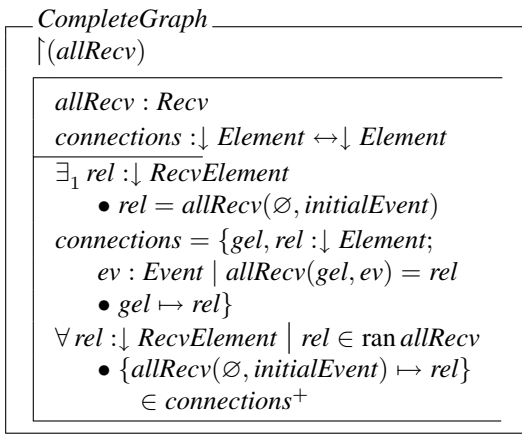 CompleteGraph
↾(allRecv)
allRecv : Recv
connections :↓ Element ↔↓ Element
∃₁ rel :↓ RecvElement
• rel = allRecv(∅, initialEvent)
connections = {gel, rel :↓ Element;
ev : Event | allRecv(gel, ev) = rel
• gel ↦ rel}
∀ rel :↓ RecvElement | rel ∈ ran allRecv
• {allRecv(∅, initialEvent) ↦ rel}
∈ connections⁺